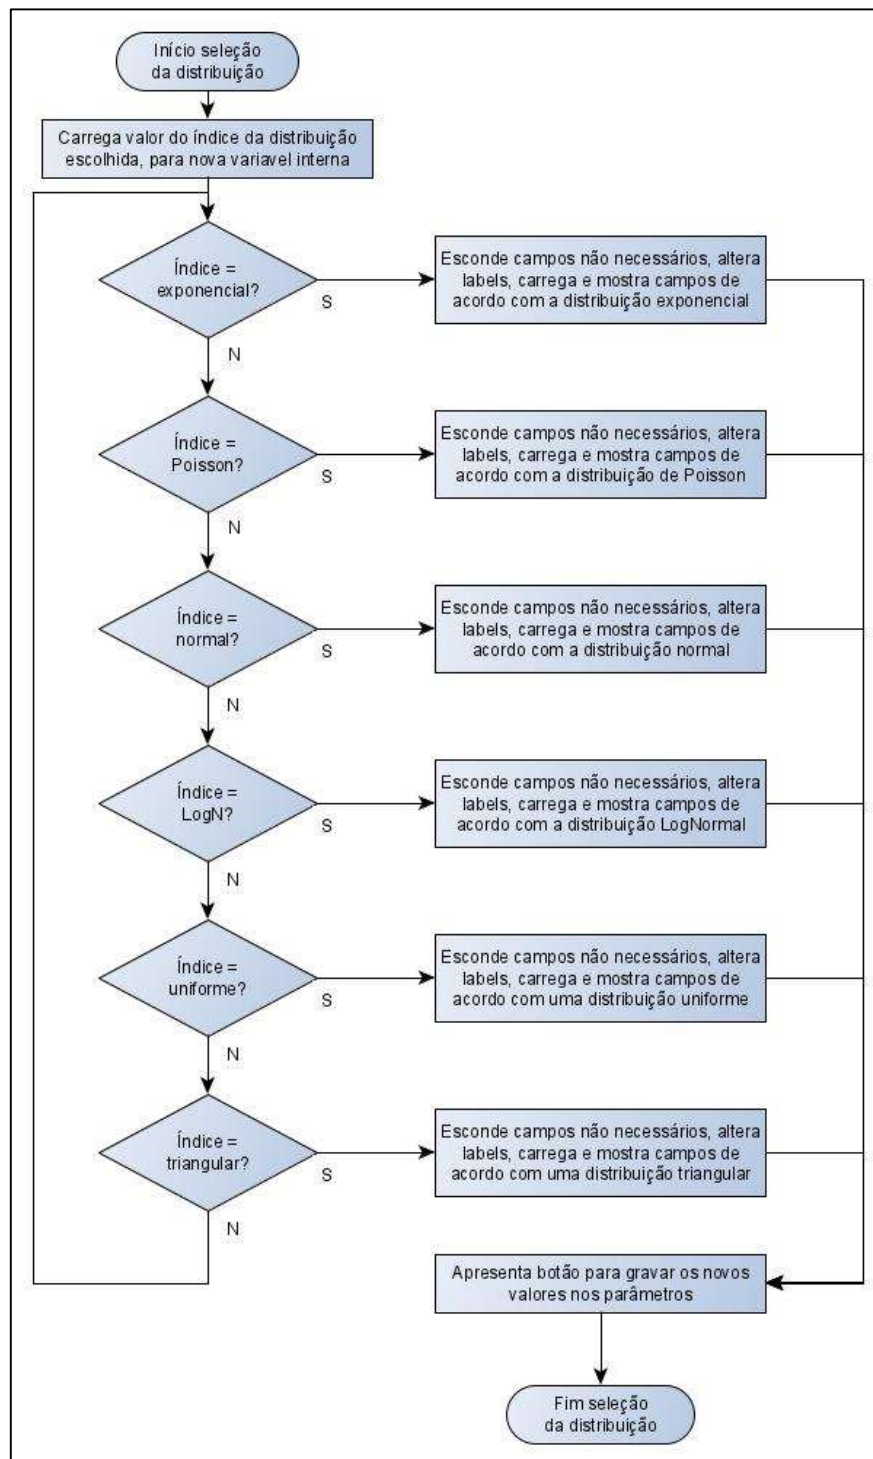 Início seleção
da distribuição
Carrega valor do índice da distribuição
escolhida, para nova variavel interna
Índice =
exponencial?
S
N
Esconde campos não necessários, altera
labels, carrega e mostra campos de
acordo com a distribuição exponencial
Índice =
Poisson?
S
N
Esconde campos não necessários, altera
labels, carrega e mostra campos de
acordo com a distribuição de Poisson
Índice =
normal?
S
N
Esconde campos não necessários, altera
labels, carrega e mostra campos de
acordo com a distribuição normal
Índice =
LogN?
S
N
Esconde campos não necessários, altera
labels, carrega e mostra campos de
acordo com a distribuição LogNormal
Índice =
uniforme?
S
N
Esconde campos não necessários, altera
labels, carrega e mostra campos de
acordo com uma distribuição uniforme
Índice =
triangular?
S
N
Esconde campos não necessários, altera
labels, carrega e mostra campos de
acordo com uma distribuição triangular
Apresenta botão para gravar os novos
valores nos parâmetros
Fim seleção
da distribuição